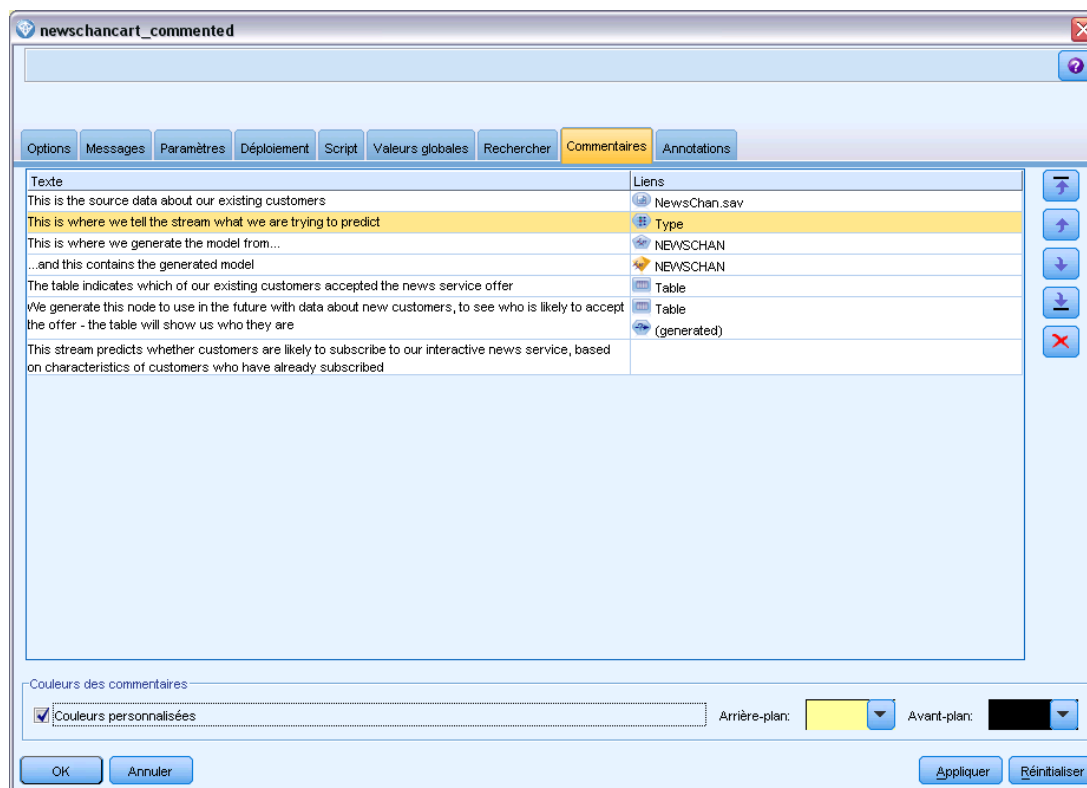 newschancart_commented
Options Messages Paramètres Déploiement Script Valeurs globales Rechercher Commentaires Annotations
Texte Liens
This is the source data about our existing customers NewsChan.sav
This is where we tell the stream what we are trying to predict Type
This is where we generate the model from... NEWSCHAN
...and this contains the generated model NEWSCHAN
The table indicates which of our existing customers accepted the news service offer Table
We generate this node to use in the future with data about new customers, to see who is likely to accept Table
the offer - the table will show us who they are (generated)
This stream predicts whether customers are likely to subscribe to our interactive news service, based
on characteristics of customers who have already subscribed
Couleurs des commentaires
Couleurs personnalisées Arrière-plan: Avant-plan:
OK Annuler Appliquer Réinitialiser